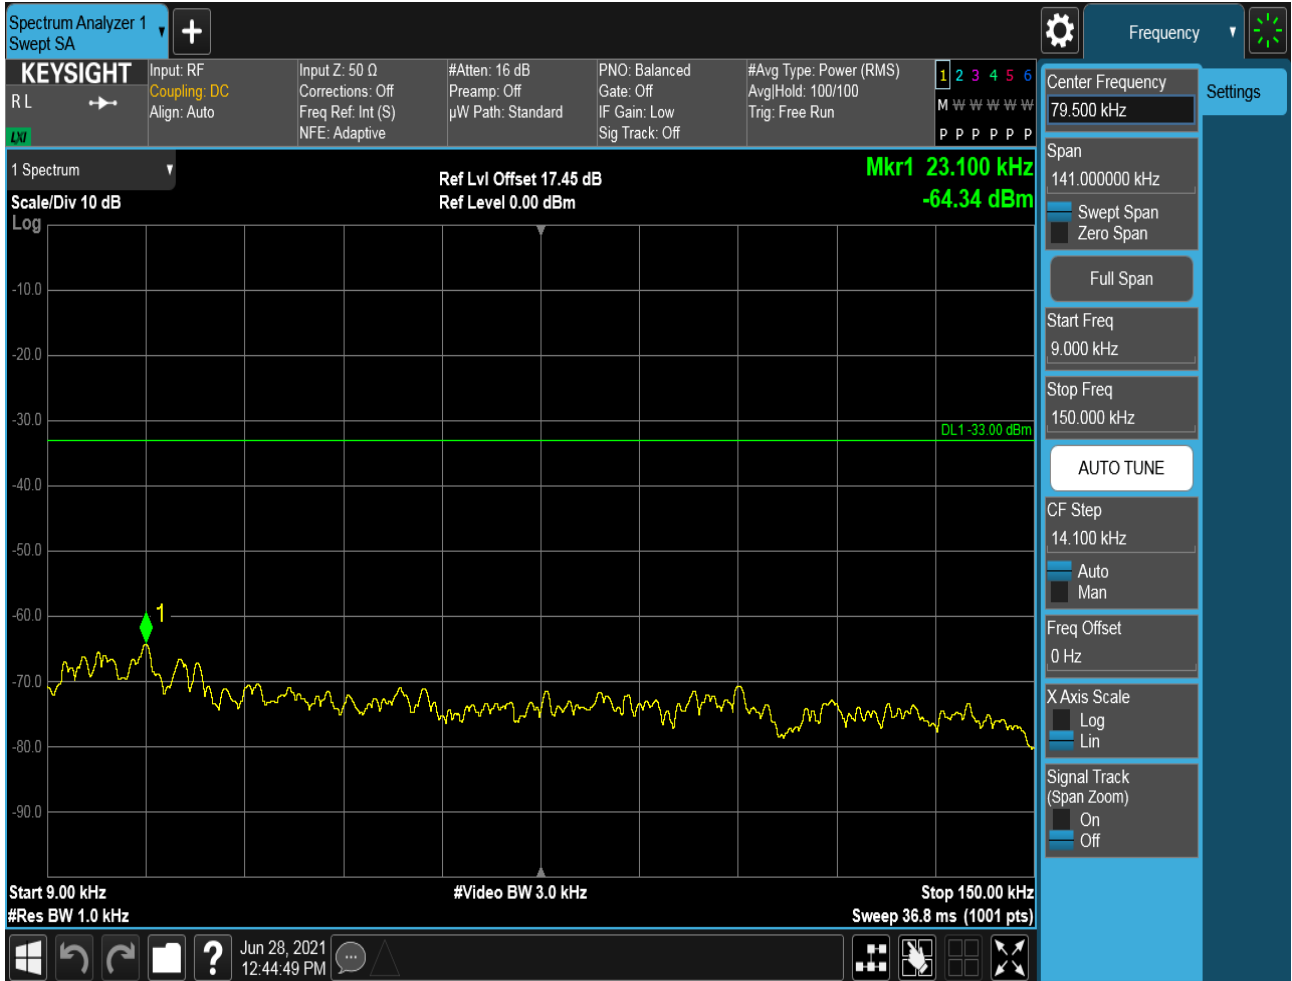 Spectrum Analyzer 1
Swept SA
+
Frequency
KEYSIGHT
R L
LXI
Input: RF
Coupling: DC
Align: Auto
Input Z: 50 Ω
Corrections: Off
Freq Ref: Int (S)
NFE: Adaptive
#Atten: 16 dB
Preamp: Off
µW Path: Standard
PNO: Balanced
Gate: Off
IF Gain: Low
Sig Track: Off
#Avg Type: Power (RMS)
Avg|Hold: 100/100
Trig: Free Run
1 2 3 4 5 6
M W W W W W
P P P P P P
1 Spectrum
Scale/Div 10 dB
Log
Ref Lvl Offset 17.45 dB
Ref Level 0.00 dBm
Mkr1 23.100 kHz
-64.34 dBm
-10.0
-20.0
-30.0
DL1 -33.00 dBm
-40.0
-50.0
-60.0
1
-70.0
-80.0
-90.0
Start 9.00 kHz
#Res BW 1.0 kHz
#Video BW 3.0 kHz
Stop 150.00 kHz
Sweep 36.8 ms (1001 pts)
?
Jun 28, 2021
12:44:49 PM
Center Frequency
79.500 kHz
Settings
Span
141.000000 kHz
Swept Span
Zero Span
Full Span
Start Freq
9.000 kHz
Stop Freq
150.000 kHz
AUTO TUNE
CF Step
14.100 kHz
Auto
Man
Freq Offset
0 Hz
X Axis Scale
Log
Lin
Signal Track
(Span Zoom)
On
Off